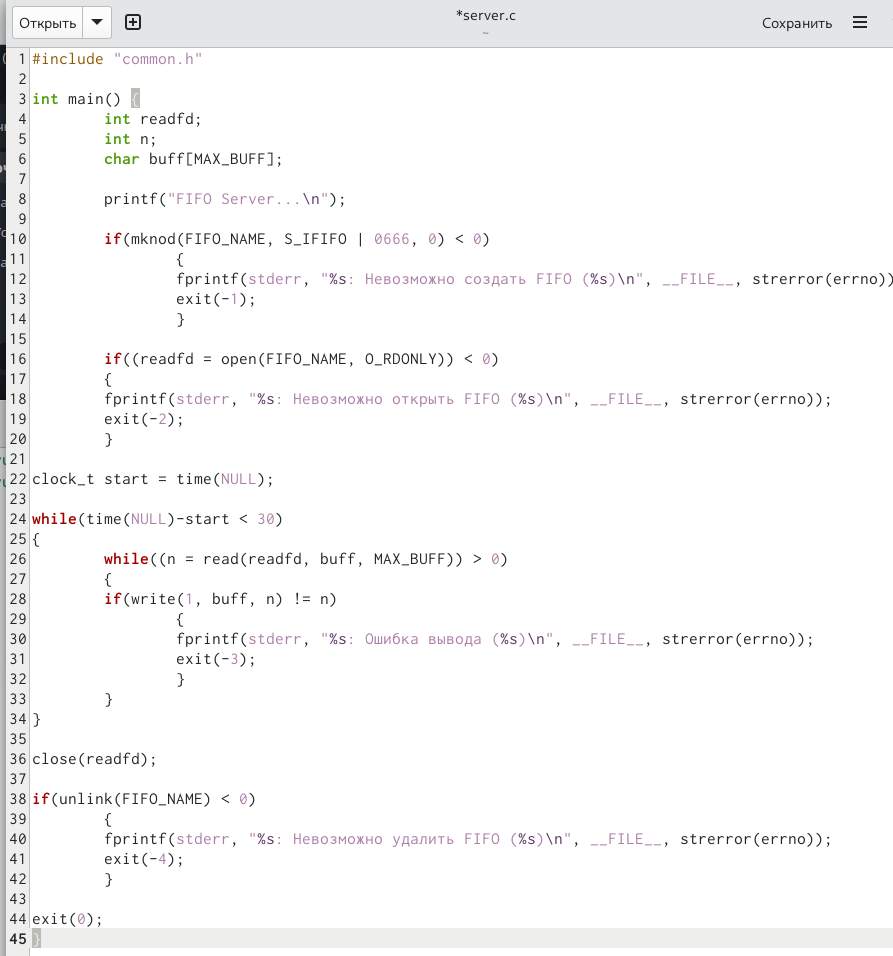 Открыть
*server.c
~
Сохранить
1 #include "common.h"
2
3 int main() {
4 int readfd;
5 int n;
6 char buff[MAX_BUFF];
7
8 printf("FIFO Server...\n");
9
10 if(mknod(FIFO_NAME, S_IFIFO | 0666, 0) < 0)
11 {
12 fprintf(stderr, "%s: Невозможно создать FIFO (%s)\n", __FILE__, strerror(errno))
13 exit(-1);
14 }
15
16 if((readfd = open(FIFO_NAME, O_RDONLY)) < 0)
17 {
18 fprintf(stderr, "%s: Невозможно открыть FIFO (%s)\n", __FILE__, strerror(errno));
19 exit(-2);
20 }
21
22 clock_t start = time(NULL);
23
24 while(time(NULL)-start < 30)
25 {
26 while((n = read(readfd, buff, MAX_BUFF)) > 0)
27 {
28 if(write(1, buff, n) != n)
29 {
30 fprintf(stderr, "%s: Ошибка вывода (%s)\n", __FILE__, strerror(errno));
31 exit(-3);
32 }
33 }
34 }
35
36 close(readfd);
37
38 if(unlink(FIFO_NAME) < 0)
39 {
40 fprintf(stderr, "%s: Невозможно удалить FIFO (%s)\n", __FILE__, strerror(errno));
41 exit(-4);
42 }
43
44 exit(0);
45 }